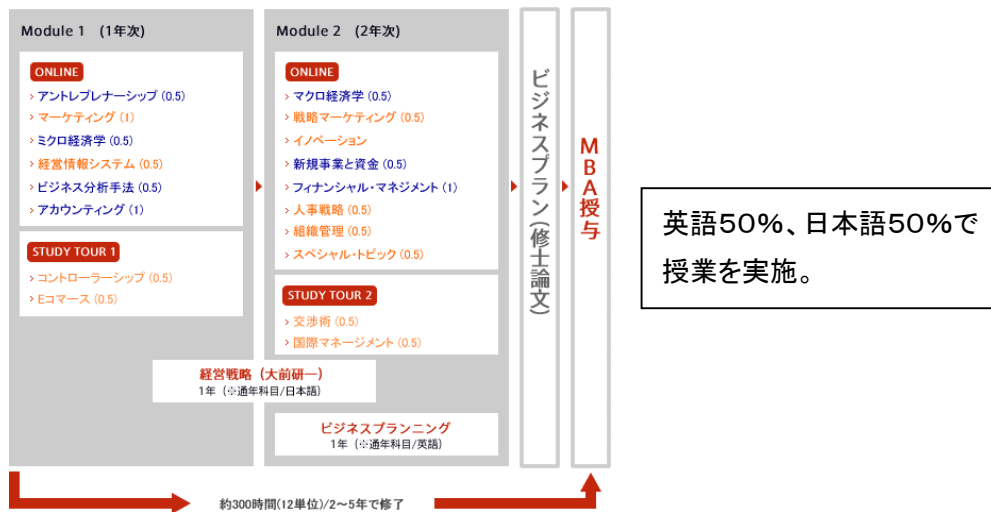 Module 1 (1年次)
ONLINE
› アントレプレナーシップ (0.5)
› マーケティング (1)
› ミクロ経済学 (0.5)
› 経営情報システム (0.5)
› ビジネス分析手法 (0.5)
› アカウンティング (1)
STUDY TOUR 1
› コントローラーシップ (0.5)
› Eコマース (0.5)
Module 2 (2年次)
ONLINE
› マクロ経済学 (0.5)
› 戦略マーケティング (0.5)
› イノベーション
› 新規事業と資金 (0.5)
› フィナンシャル・マネジメント (1)
› 人事戦略 (0.5)
› 組織管理 (0.5)
› スペシャル・トピック (0.5)
STUDY TOUR 2
› 交渉術 (0.5)
› 国際マネージメント (0.5)
経営戦略 (大前研一)
1年 (※通年科目/日本語)
ビジネスプランニング
1年 (※通年科目/英語)
ビジネスプラン(修士論文)
MBA授与
約300時間(12単位)/2~5年で修了
英語50%、日本語50%で
授業を実施。